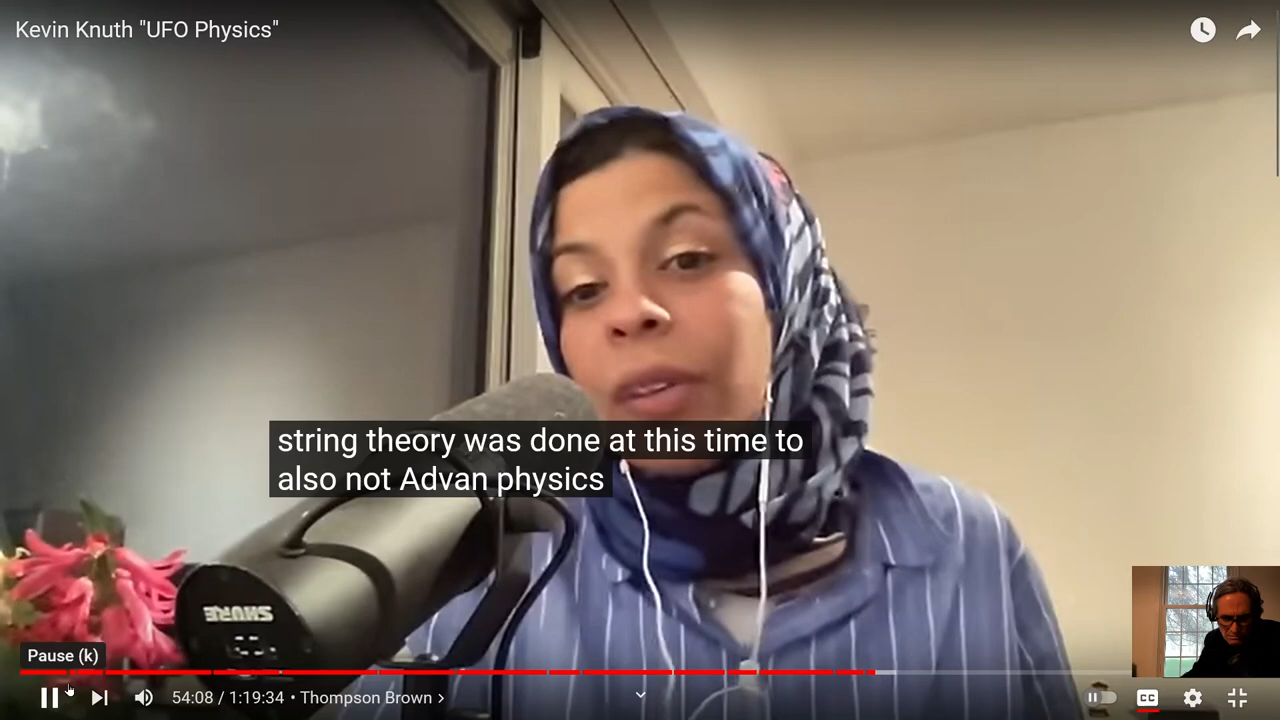 Kevin Knuth "UFO Physics"
string theory was done at this time to
also not Advan physics
SHURE
Pause (k)
54:08 / 1:19:34 • Thompson Brown ›
CC